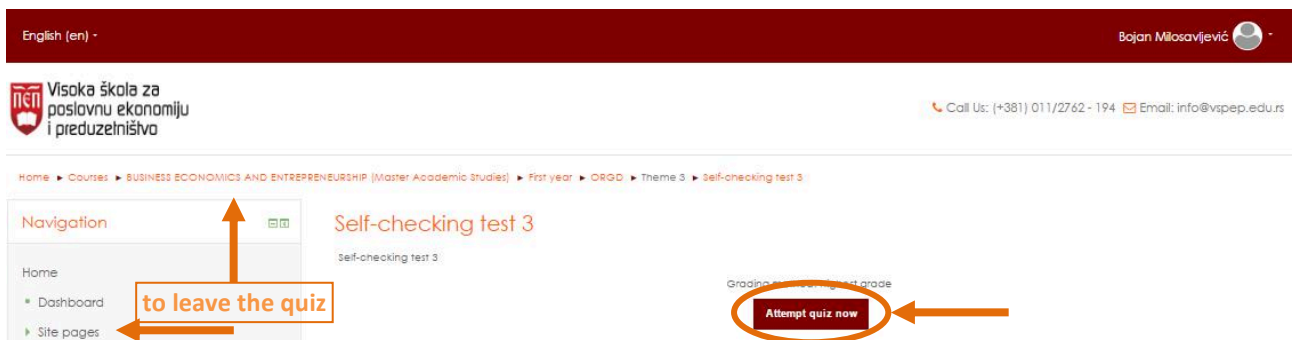 English (en)
Bojan Milosavljević
Visoka škola za
poslovnu ekonomiju
i preduzetništvo
Call Us: (+381) 011/2762 - 194 Email: info@vspep.edu.rs
Home ▸ Courses ▸ BUSINESS ECONOMICS AND ENTREPRENEURSHIP (Master Academic Studies) ▸ First year ▸ ORGD ▸ Theme 3 ▸ Self-checking test 3
Navigation
Self-checking test 3
Self-checking test 3
Home
Grading method: Highest grade
Dashboard
to leave the quiz
Attempt quiz now
Site pages